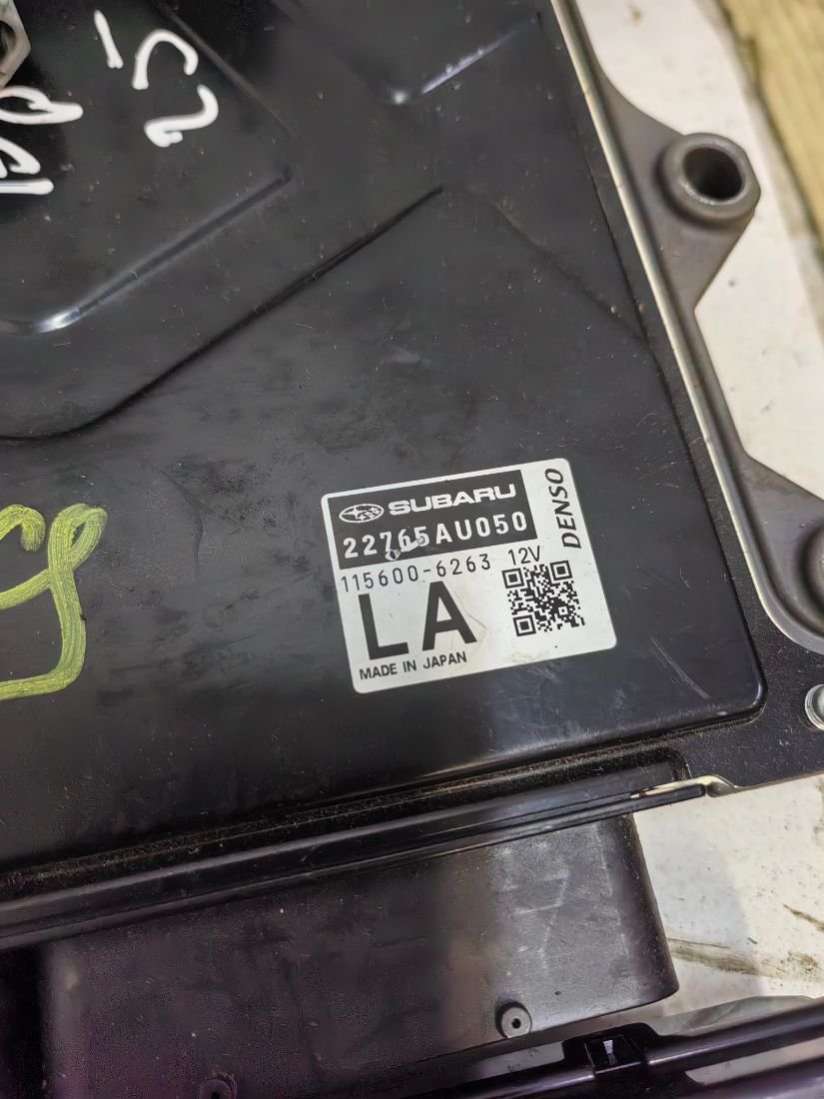 SUBARU
22765AU050
115600-6263 12V
DENSO
LA
MADE IN JAPAN